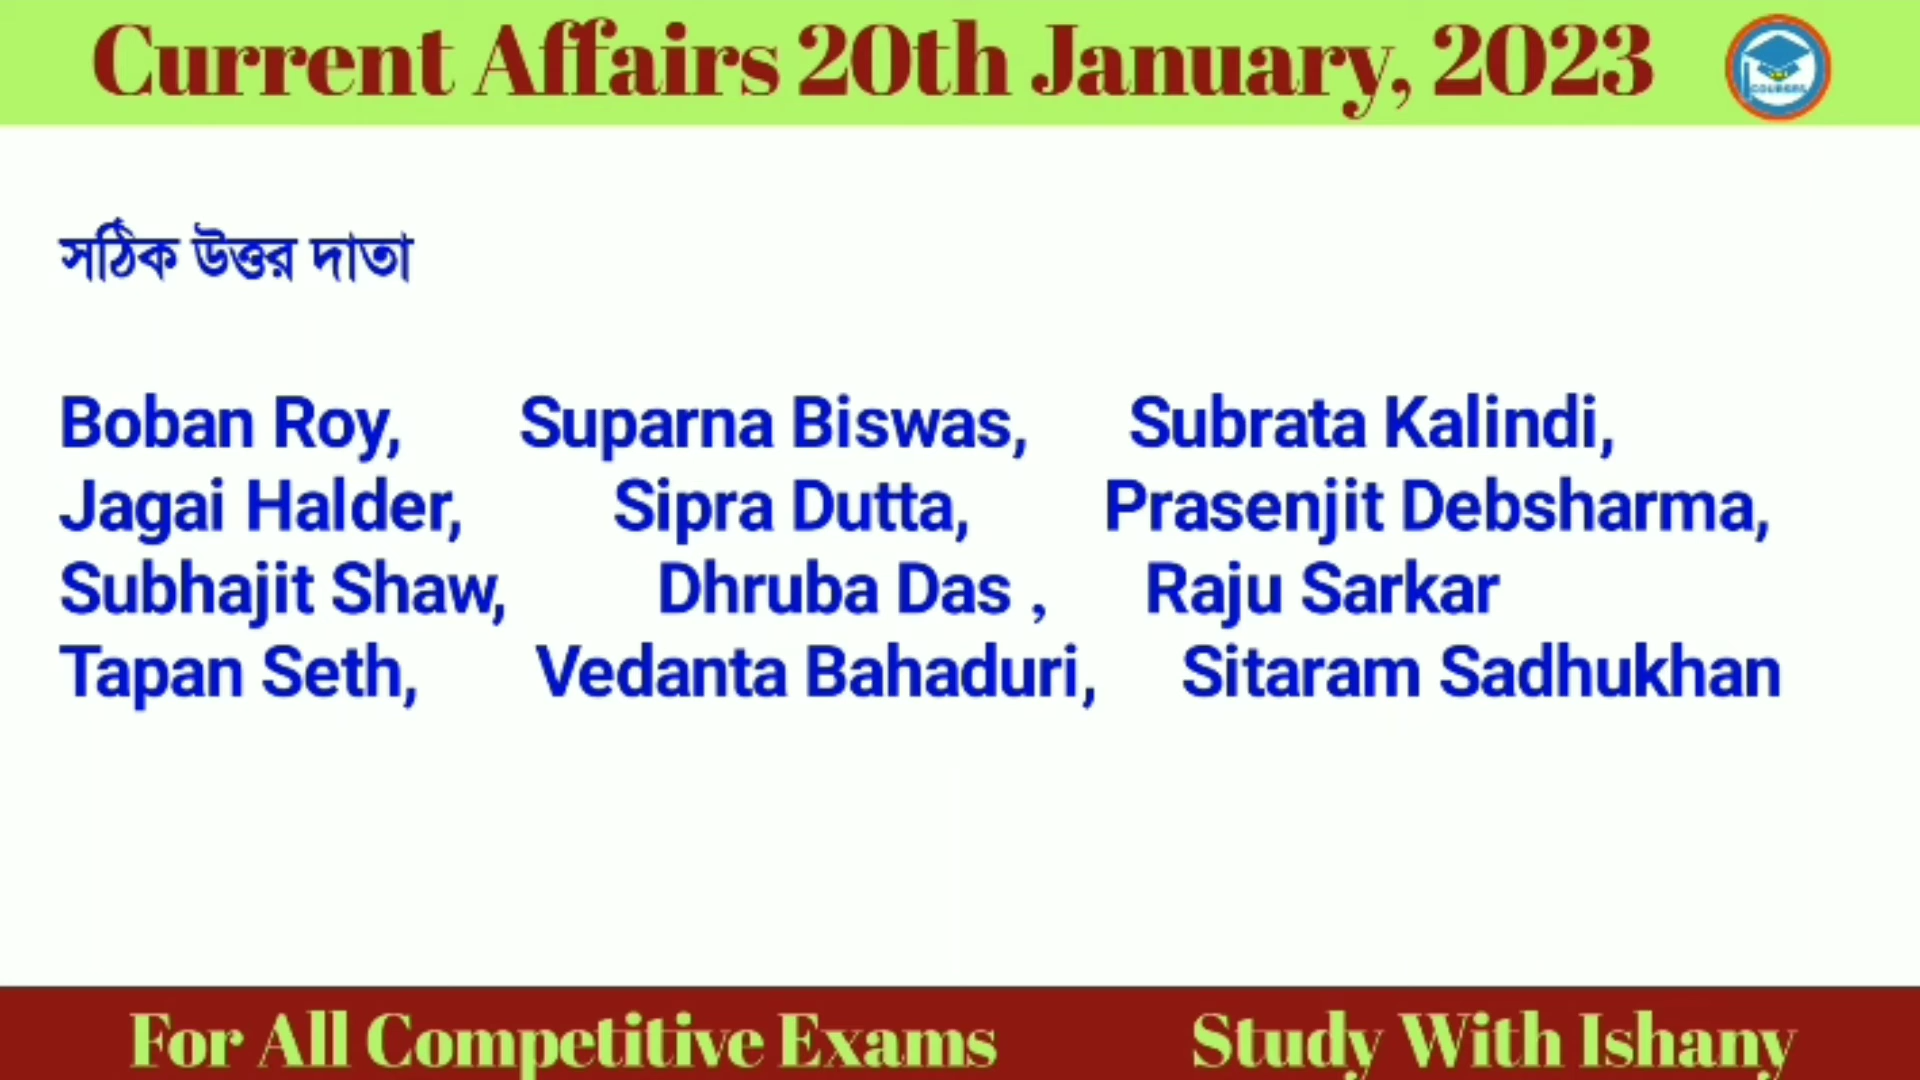 Current Affairs 20th January, 2023
COURSES
সঠিক উত্তর দাতা
Boban Roy, Suparna Biswas, Subrata Kalindi,
Jagai Halder, Sipra Dutta, Prasenjit Debsharma,
Subhajit Shaw, Dhruba Das , Raju Sarkar
Tapan Seth, Vedanta Bahaduri, Sitaram Sadhukhan
For All Competitive Exams Study With Ishany